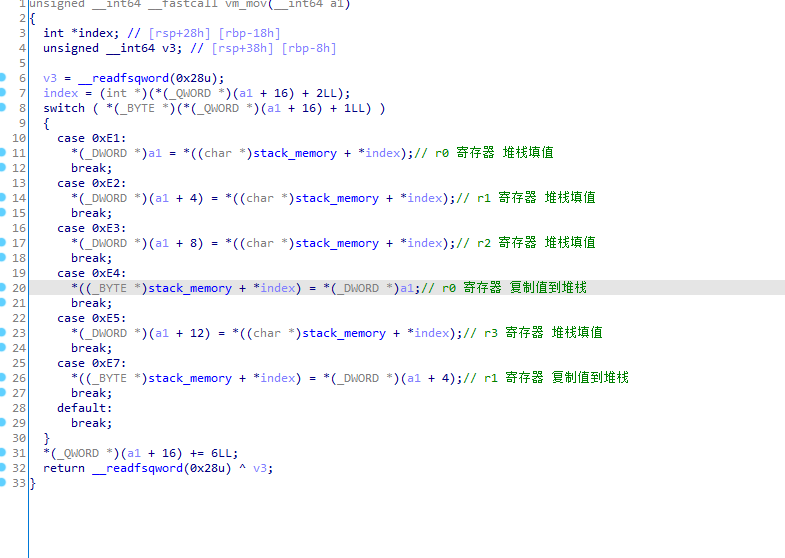 1 unsigned __int64 __fastcall vm_mov(__int64 a1)
2 {
3 int *index; // [rsp+28h] [rbp-18h]
4 unsigned __int64 v3; // [rsp+38h] [rbp-8h]
5
6 v3 = __readfsqword(0x28u);
7 index = (int *)(*(_QWORD *)(a1 + 16) + 2LL);
8 switch ( *(_BYTE *)(*(_QWORD *)(a1 + 16) + 1LL) )
9 {
10 case 0xE1:
11 *(_DWORD *)a1 = *((char *)stack_memory + *index);// r0 寄存器 堆栈填值
12 break;
13 case 0xE2:
14 *(_DWORD *)(a1 + 4) = *((char *)stack_memory + *index);// r1 寄存器 堆栈填值
15 break;
16 case 0xE3:
17 *(_DWORD *)(a1 + 8) = *((char *)stack_memory + *index);// r2 寄存器 堆栈填值
18 break;
19 case 0xE4:
20 *((_BYTE *)stack_memory + *index) = *(_DWORD *)a1;// r0 寄存器 复制值到堆栈
21 break;
22 case 0xE5:
23 *(_DWORD *)(a1 + 12) = *((char *)stack_memory + *index);// r3 寄存器 堆栈填值
24 break;
25 case 0xE7:
26 *((_BYTE *)stack_memory + *index) = *(_DWORD *)(a1 + 4);// r1 寄存器 复制值到堆栈
27 break;
28 default:
29 break;
30 }
31 *(_QWORD *)(a1 + 16) += 6LL;
32 return __readfsqword(0x28u) ^ v3;
33 }